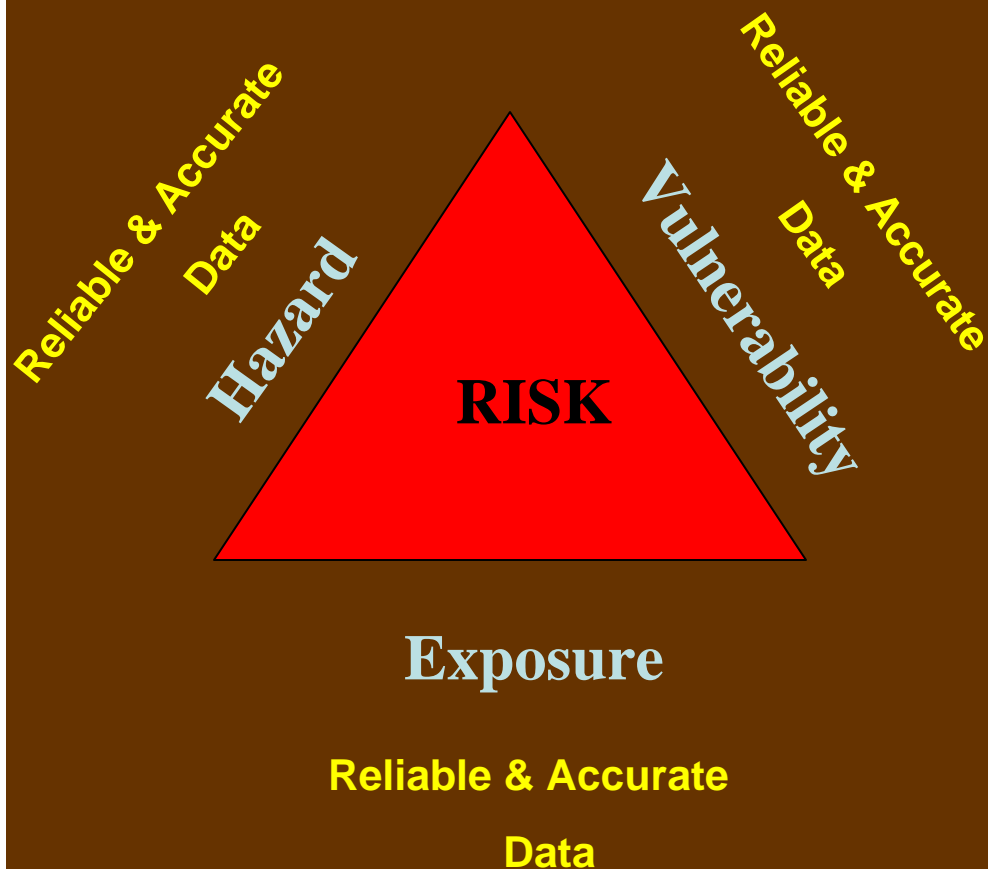 Reliable & Accurate
Data
Hazard
Reliable & Accurate
Data
Vulnerability
RISK
Exposure
Reliable & Accurate
Data